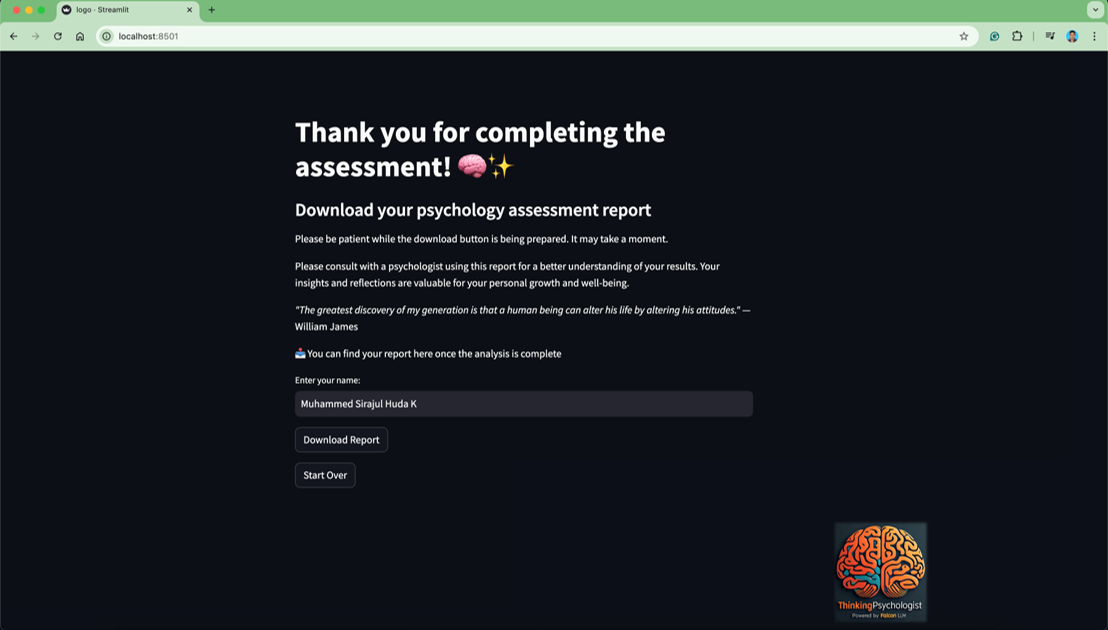 logo · Streamlit
localhost:8501
Thank you for completing the
assessment!
Download your psychology assessment report
Please be patient while the download button is being prepared. It may take a moment.
Please consult with a psychologist using this report for a better understanding of your results. Your
insights and reflections are valuable for your personal growth and well-being.
"The greatest discovery of my generation is that a human being can alter his life by altering his attitudes." —
William James
You can find your report here once the analysis is complete
Enter your name:
Muhammed Sirajul Huda K
Download Report
Start Over
ThinkingPsychologist
Powered by Falcon LLM